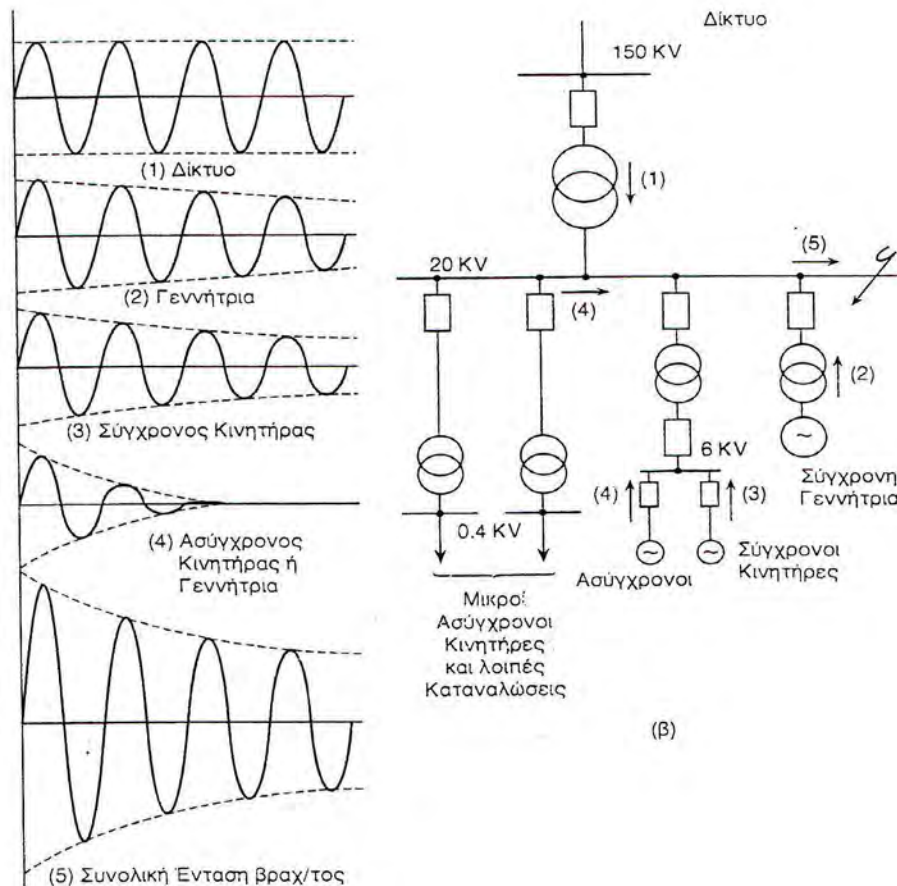 (1) Δίκτυο
(2) Γεννήτρια
(3) Σύγχρονος Κινητήρας
(4) Ασύγχρονος
Κινητήρας ή
Γεννήτρια
(5) Συνολική Ένταση βραχ/τος
Δίκτυο
150 KV
(1)
20 KV
(4)
(5)
(2)
6 KV
(4)
(3)
Σύγχρονη
Γεννήτρια
0.4 KV
Ασύγχρονοι
Σύγχρονοι
Κινητήρες
Μικροί
Ασύγχρονοι
Κινητήρες
και λοιπές
Καταναλώσεις
(β)